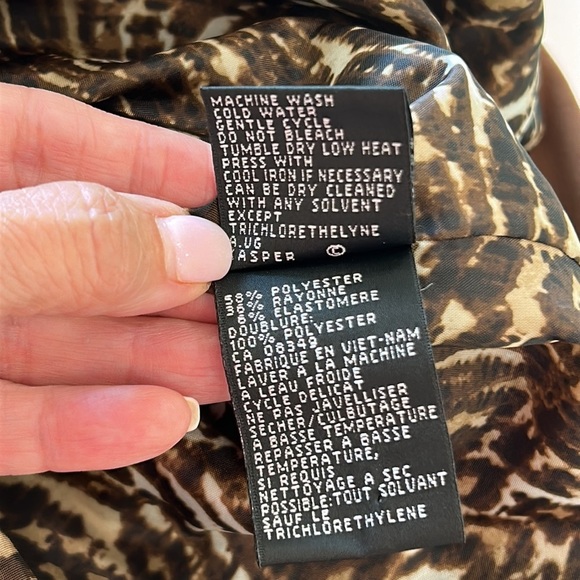 MACHINE WASH
COLD WATER
GENTLE CYCLE
DO NOT BLEACH
TUMBLE DRY LOW HEAT
PRESS WITH
COOL IRON IF NECESSARY
CAN BE DRY CLEANED
WITH ANY SOLVENT
EXCEPT
TRICHLORETHELYNE
A.UG
KASPER ©
58% POLYESTER
36% RAYONNE
6% ELASTOMERE
DOUBLURE:
100% POLYESTER
CA 08349
FABRIQUE EN VIET-NAM
LAVER A LA MACHINE
A LEAU FROIDE
CYCLE DELICAT
NE PAS JAVELLISER
SECHER/CULBUTAGE
A BASSE TEMPERATURE
REPASSER A BASSE
TEMPERATURE,
SI REQUIS
NETTOYAGE A SEC
POSSIBLE:TOUT SOLVANT
SAUF LE
TRICHLORETHYLENE